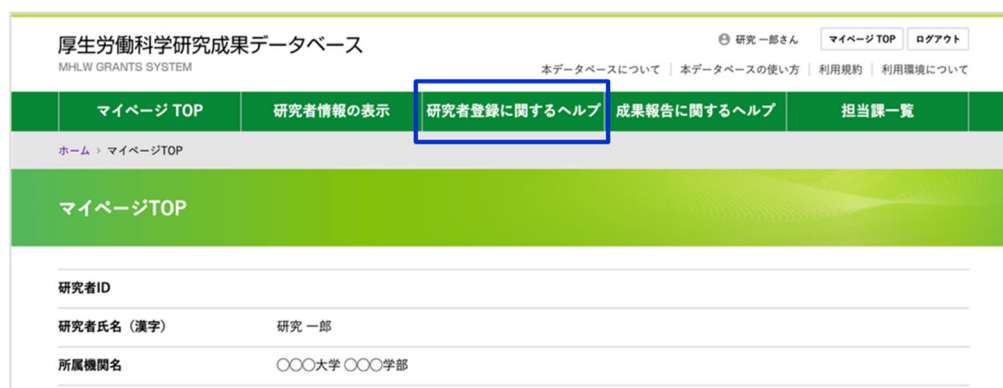 厚生労働科学研究成果データベース
MHLW GRANTS SYSTEM
研究 一郎さん マイページ TOP ログアウト
本データベースについて | 本データベースの使い方 | 利用規約 | 利用環境について
マイページ TOP 研究者情報の表示 研究者登録に関するヘルプ 成果報告に関するヘルプ 担当課一覧
ホーム › マイページTOP
マイページTOP
研究者ID
研究者氏名(漢字) 研究 一郎
所属機関名 〇〇〇大学 〇〇〇学部